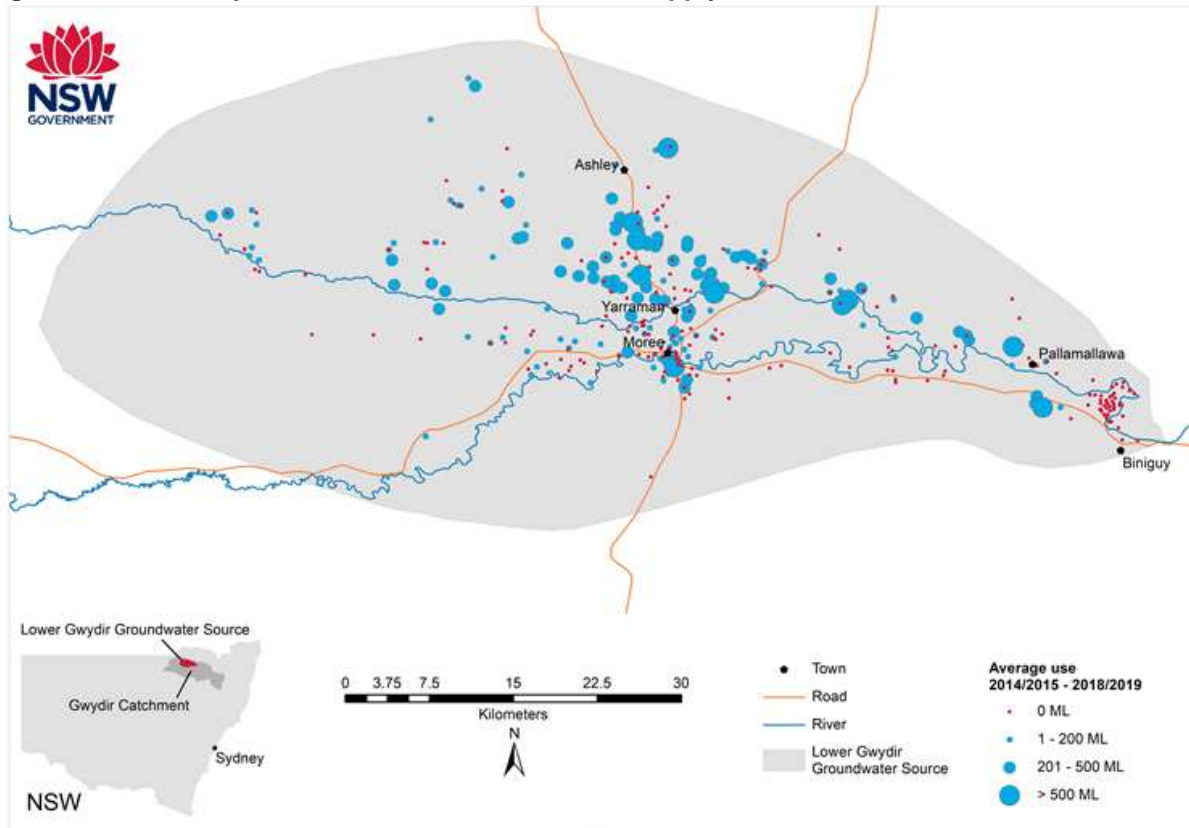 NSW
GOVERNMENT
Ashley
Yarraman
Moree
Pallamallawa
Biniguy
Lower Gwydir Groundwater Source
Gwydir Catchment
Sydney
NSW
0 3.75 7.5 15 22.5 30
Kilometers
N
Town
Road
River
Lower Gwydir
Groundwater Source
Average use
2014/2015 - 2018/2019
0 ML
1 - 200 ML
201 - 500 ML
> 500 ML